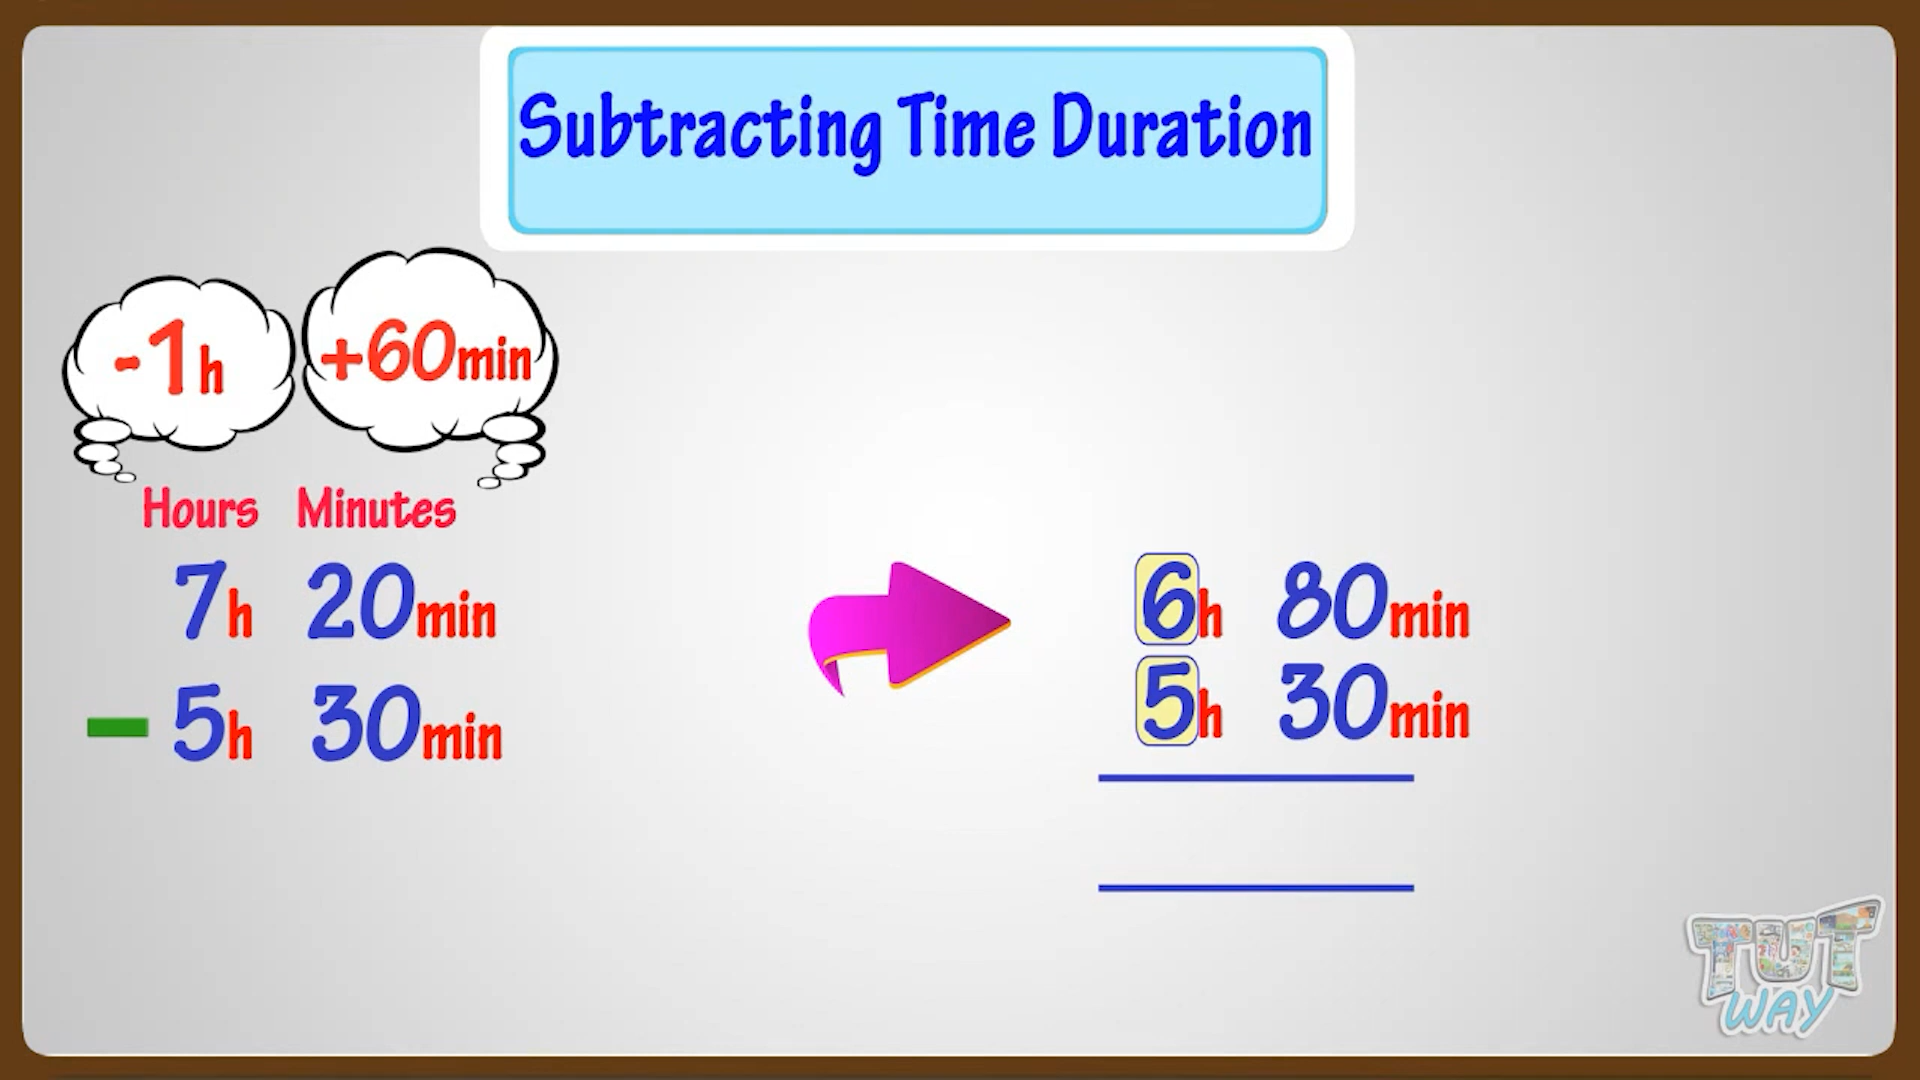 Subtracting Time Duration
-1h +60min
Hours Minutes
7h 20min
- 5h 30min
6h 80min
5h 30min
TUT
WAY